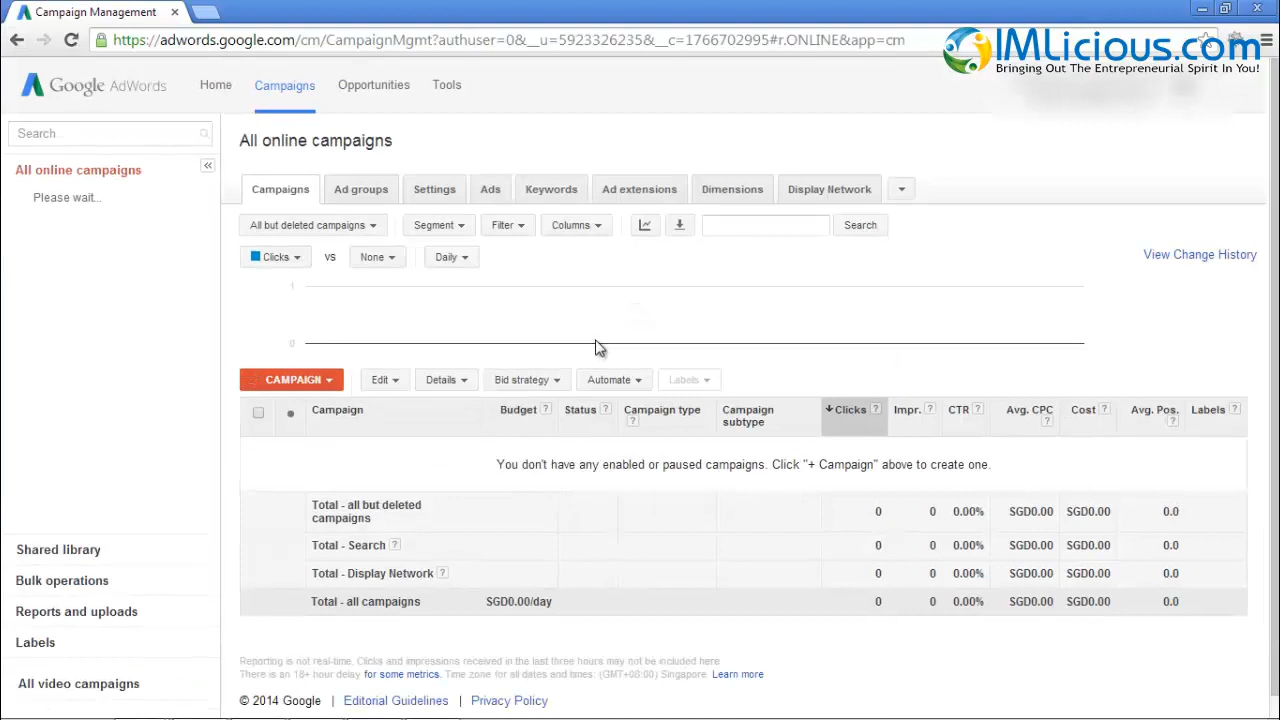 Campaign Management
https://adwords.google.com/cm/CampaignMgmt?authuser=0&__u=5923326235&__c=1766702995#r.ONLINE&app=cm
IMLicious.com
Bringing Out The Entrepreneurial Spirit In You!
Google AdWords
Home
Campaigns
Opportunities
Tools
Search
All online campaigns
All online campaigns
Please wait...
Campaigns
Ad groups
Settings
Ads
Keywords
Ad extensions
Dimensions
Display Network
All but deleted campaigns
Segment
Filter
Columns
Search
Clicks
vs
None
Daily
View Change History
1
0
CAMPAIGN
Edit
Details
Bid strategy
Automate
Labels
Campaign
Budget ?
Status ?
Campaign type ?
Campaign subtype
Clicks ?
Impr. ?
CTR ?
Avg. CPC ?
Cost ?
Avg. Pos. ?
Labels ?
You don't have any enabled or paused campaigns. Click "+ Campaign" above to create one.
Total - all but deleted campaigns 0 0 0.00% SGD0.00 SGD0.00 0.0
Total - Search ? 0 0 0.00% SGD0.00 SGD0.00 0.0
Total - Display Network ? 0 0 0.00% SGD0.00 SGD0.00 0.0
Total - all campaigns SGD0.00/day 0 0 0.00% SGD0.00 SGD0.00 0.0
Shared library
Bulk operations
Reports and uploads
Labels
All video campaigns
Reporting is not real-time. Clicks and impressions received in the last three hours may not be included here
There is an 18+ hour delay for some metrics. Time zone for all dates and times: (GMT+08:00) Singapore. Learn more
© 2014 Google | Editorial Guidelines | Privacy Policy